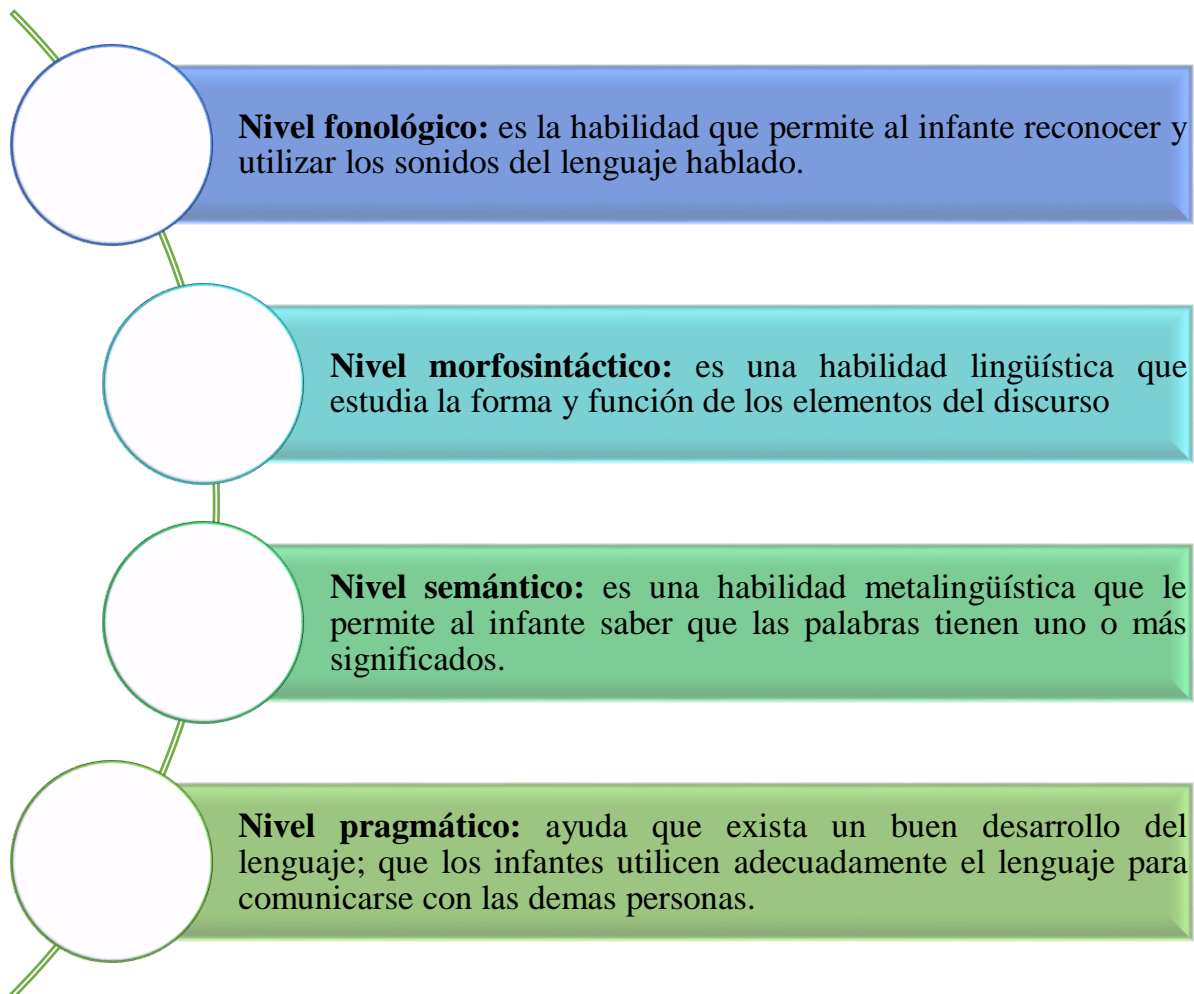 Nivel fonológico: es la habilidad que permite al infante reconocer y
utilizar los sonidos del lenguaje hablado.
Nivel morfosintáctico: es una habilidad lingüística que
estudia la forma y función de los elementos del discurso
Nivel semántico: es una habilidad metalingüística que le
permite al infante saber que las palabras tienen uno o más
significados.
Nivel pragmático: ayuda que exista un buen desarrollo del
lenguaje; que los infantes utilicen adecuadamente el lenguaje para
comunicarse con las demas personas.